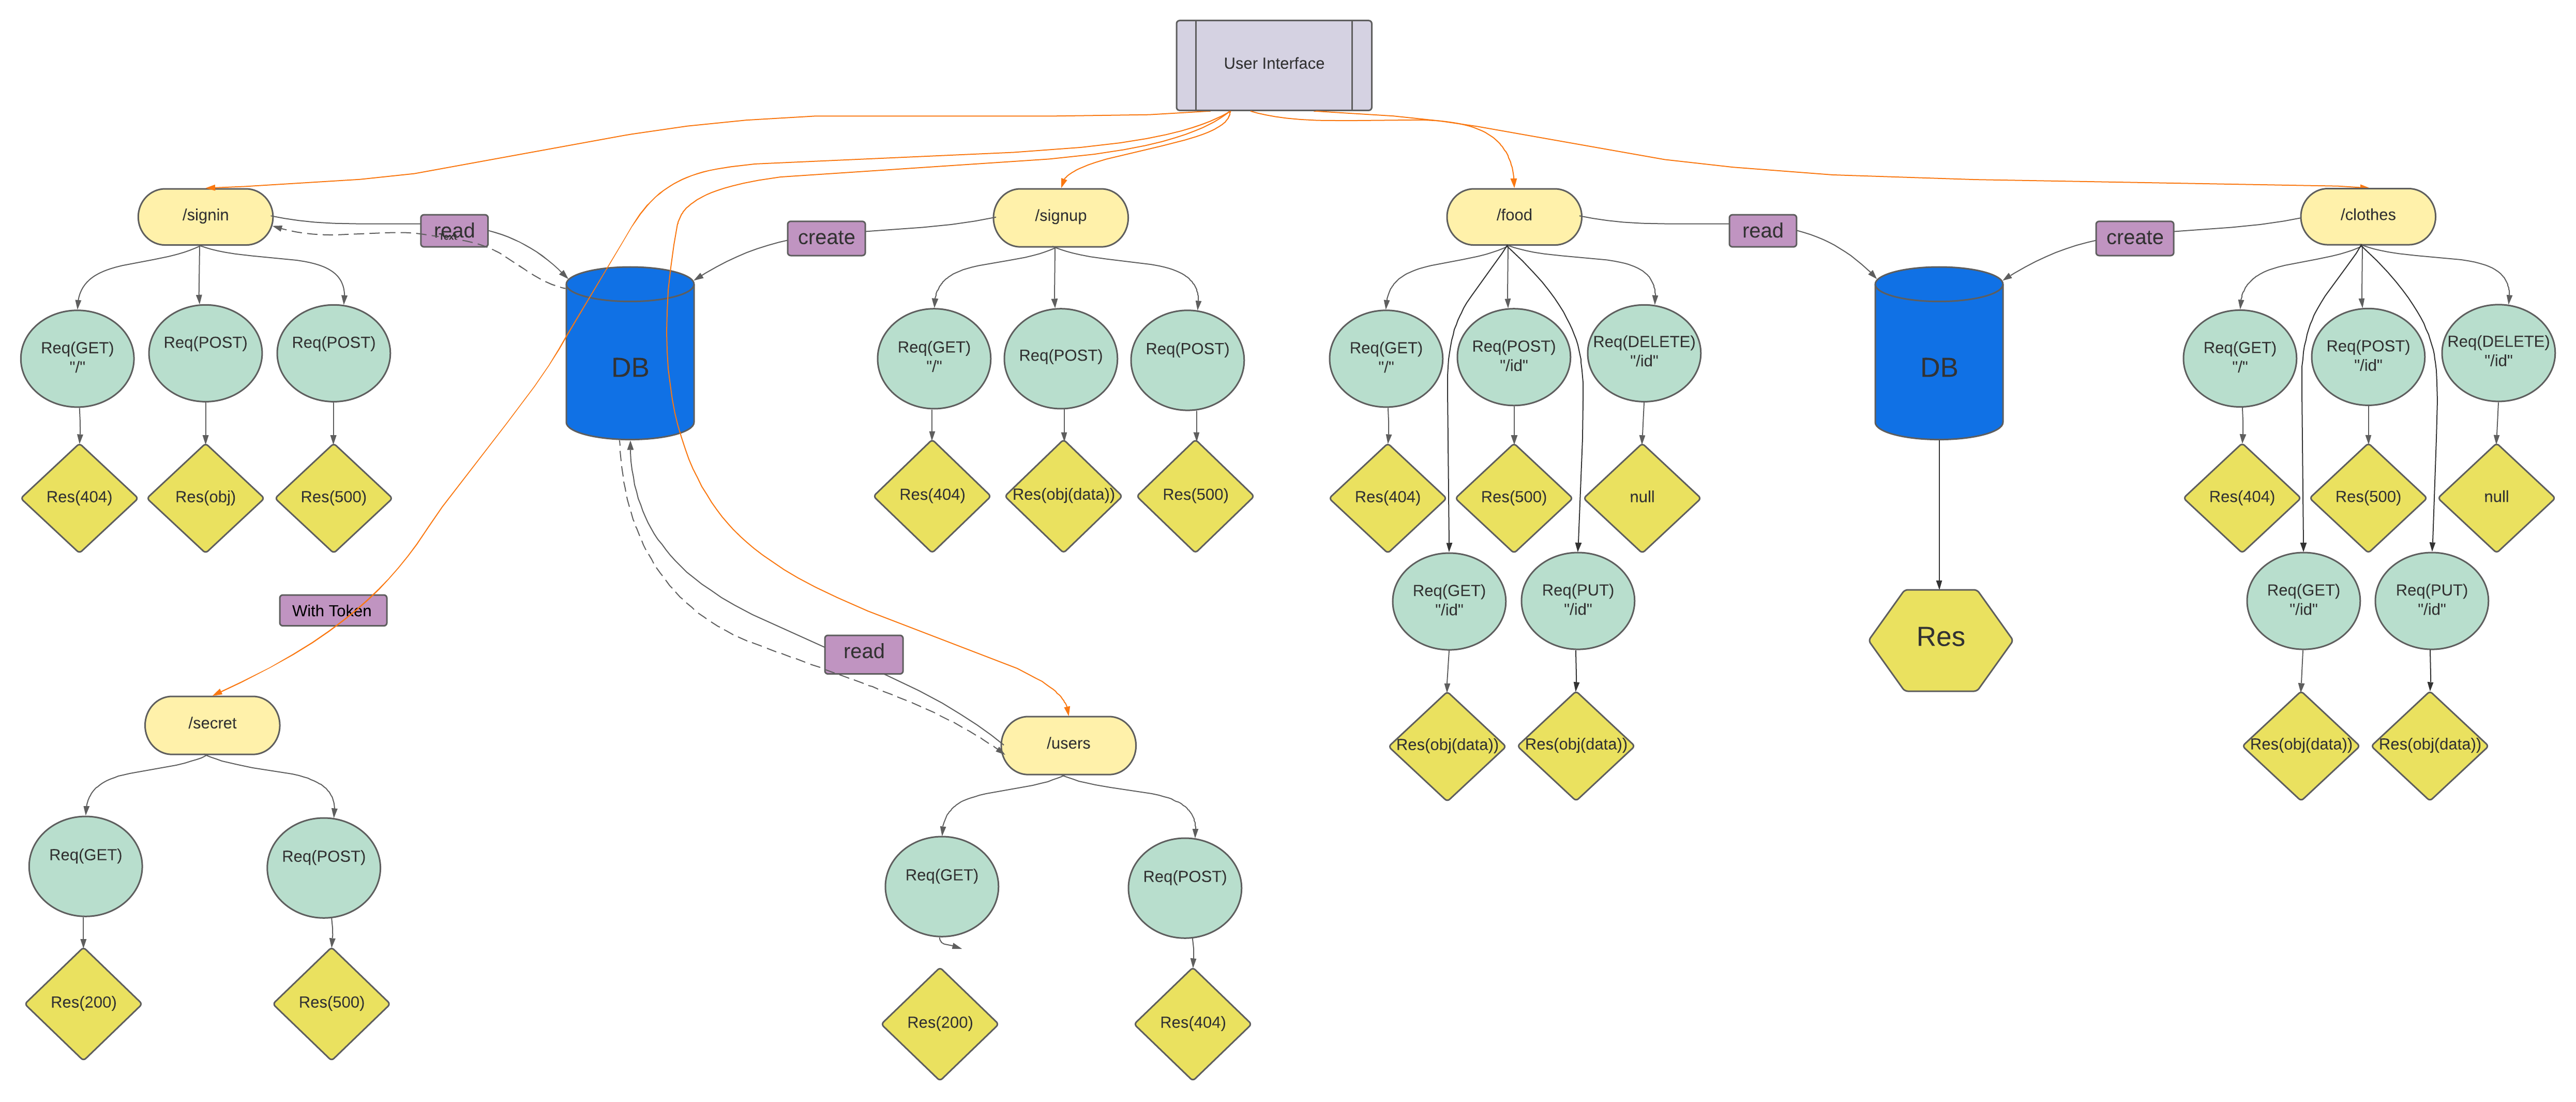 User Interface
/signin
read
Text
create
/signup
/food
read
create
/clothes
Req(GET)
"/"
Req(POST)
Req(POST)
DB
Req(GET)
"/"
Req(POST)
Req(POST)
Req(GET)
"/"
Req(POST)
"/id"
Req(DELETE)
"/id"
DB
Req(GET)
"/"
Req(POST)
"/id"
Req(DELETE)
"/id"
Res(404)
Res(obj)
Res(500)
Res(404)
Res(obj(data))
Res(500)
Res(404)
Res(500)
null
Res(404)
Res(500)
null
With Token
read
Req(GET)
"/id"
Req(PUT)
"/id"
Res
Req(GET)
"/id"
Req(PUT)
"/id"
/secret
/users
Res(obj(data))
Res(obj(data))
Res(obj(data))
Res(obj(data))
Req(GET)
Req(POST)
Req(GET)
Req(POST)
Res(200)
Res(500)
Res(200)
Res(404)